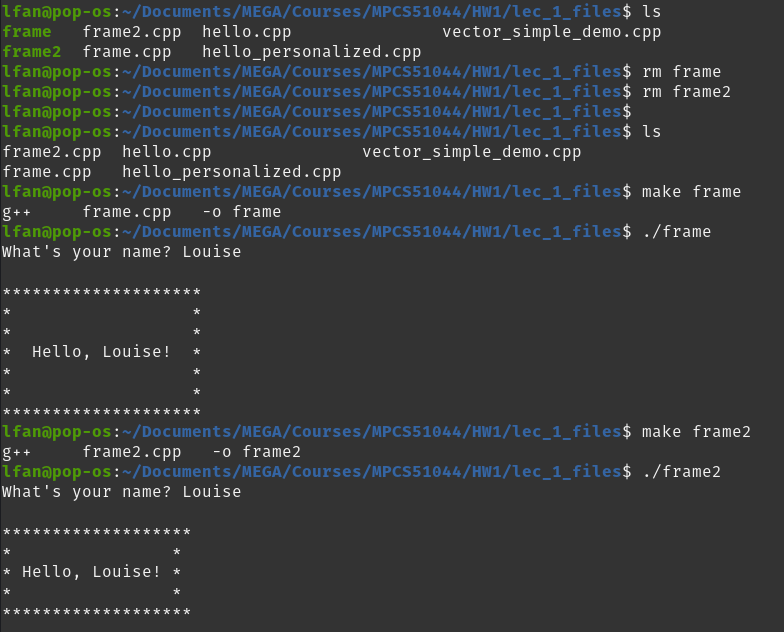 lfan@pop-os:~/Documents/MEGA/Courses/MPCS51044/HW1/lec_1_files$ ls
frame   frame2.cpp  hello.cpp               vector_simple_demo.cpp
frame2  frame.cpp   hello_personalized.cpp
lfan@pop-os:~/Documents/MEGA/Courses/MPCS51044/HW1/lec_1_files$ rm frame
lfan@pop-os:~/Documents/MEGA/Courses/MPCS51044/HW1/lec_1_files$ rm frame2
lfan@pop-os:~/Documents/MEGA/Courses/MPCS51044/HW1/lec_1_files$
lfan@pop-os:~/Documents/MEGA/Courses/MPCS51044/HW1/lec_1_files$ ls
frame2.cpp  hello.cpp               vector_simple_demo.cpp
frame.cpp   hello_personalized.cpp
lfan@pop-os:~/Documents/MEGA/Courses/MPCS51044/HW1/lec_1_files$ make frame
g++     frame.cpp   -o frame
lfan@pop-os:~/Documents/MEGA/Courses/MPCS51044/HW1/lec_1_files$ ./frame
What's your name? Louise

********************
*                  *
*                  *
*  Hello, Louise!  *
*                  *
*                  *
********************
lfan@pop-os:~/Documents/MEGA/Courses/MPCS51044/HW1/lec_1_files$ make frame2
g++     frame2.cpp   -o frame2
lfan@pop-os:~/Documents/MEGA/Courses/MPCS51044/HW1/lec_1_files$ ./frame2
What's your name? Louise

*******************
*                *
* Hello, Louise! *
*                *
*******************